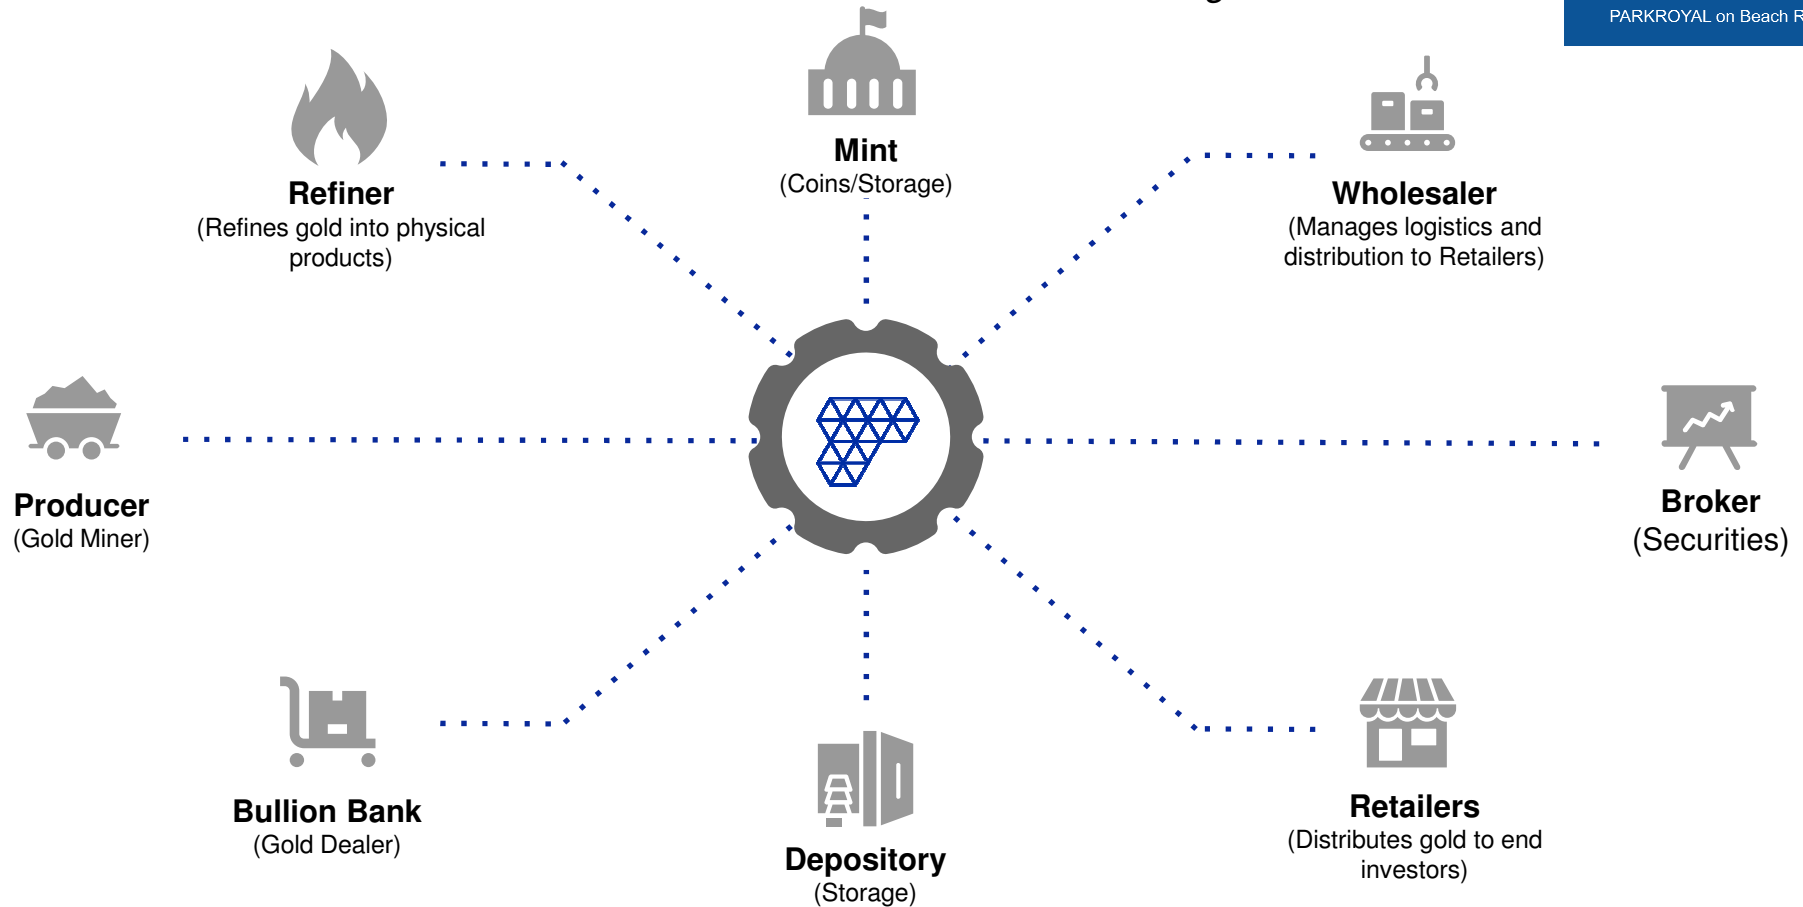 PARKROYAL on Beach R
Mint
(Coins/Storage)
Refiner
(Refines gold into physical
products)
Wholesaler
(Manages logistics and
distribution to Retailers)
Producer
(Gold Miner)
Broker
(Securities)
Bullion Bank
(Gold Dealer)
Depository
(Storage)
Retailers
(Distributes gold to end
investors)